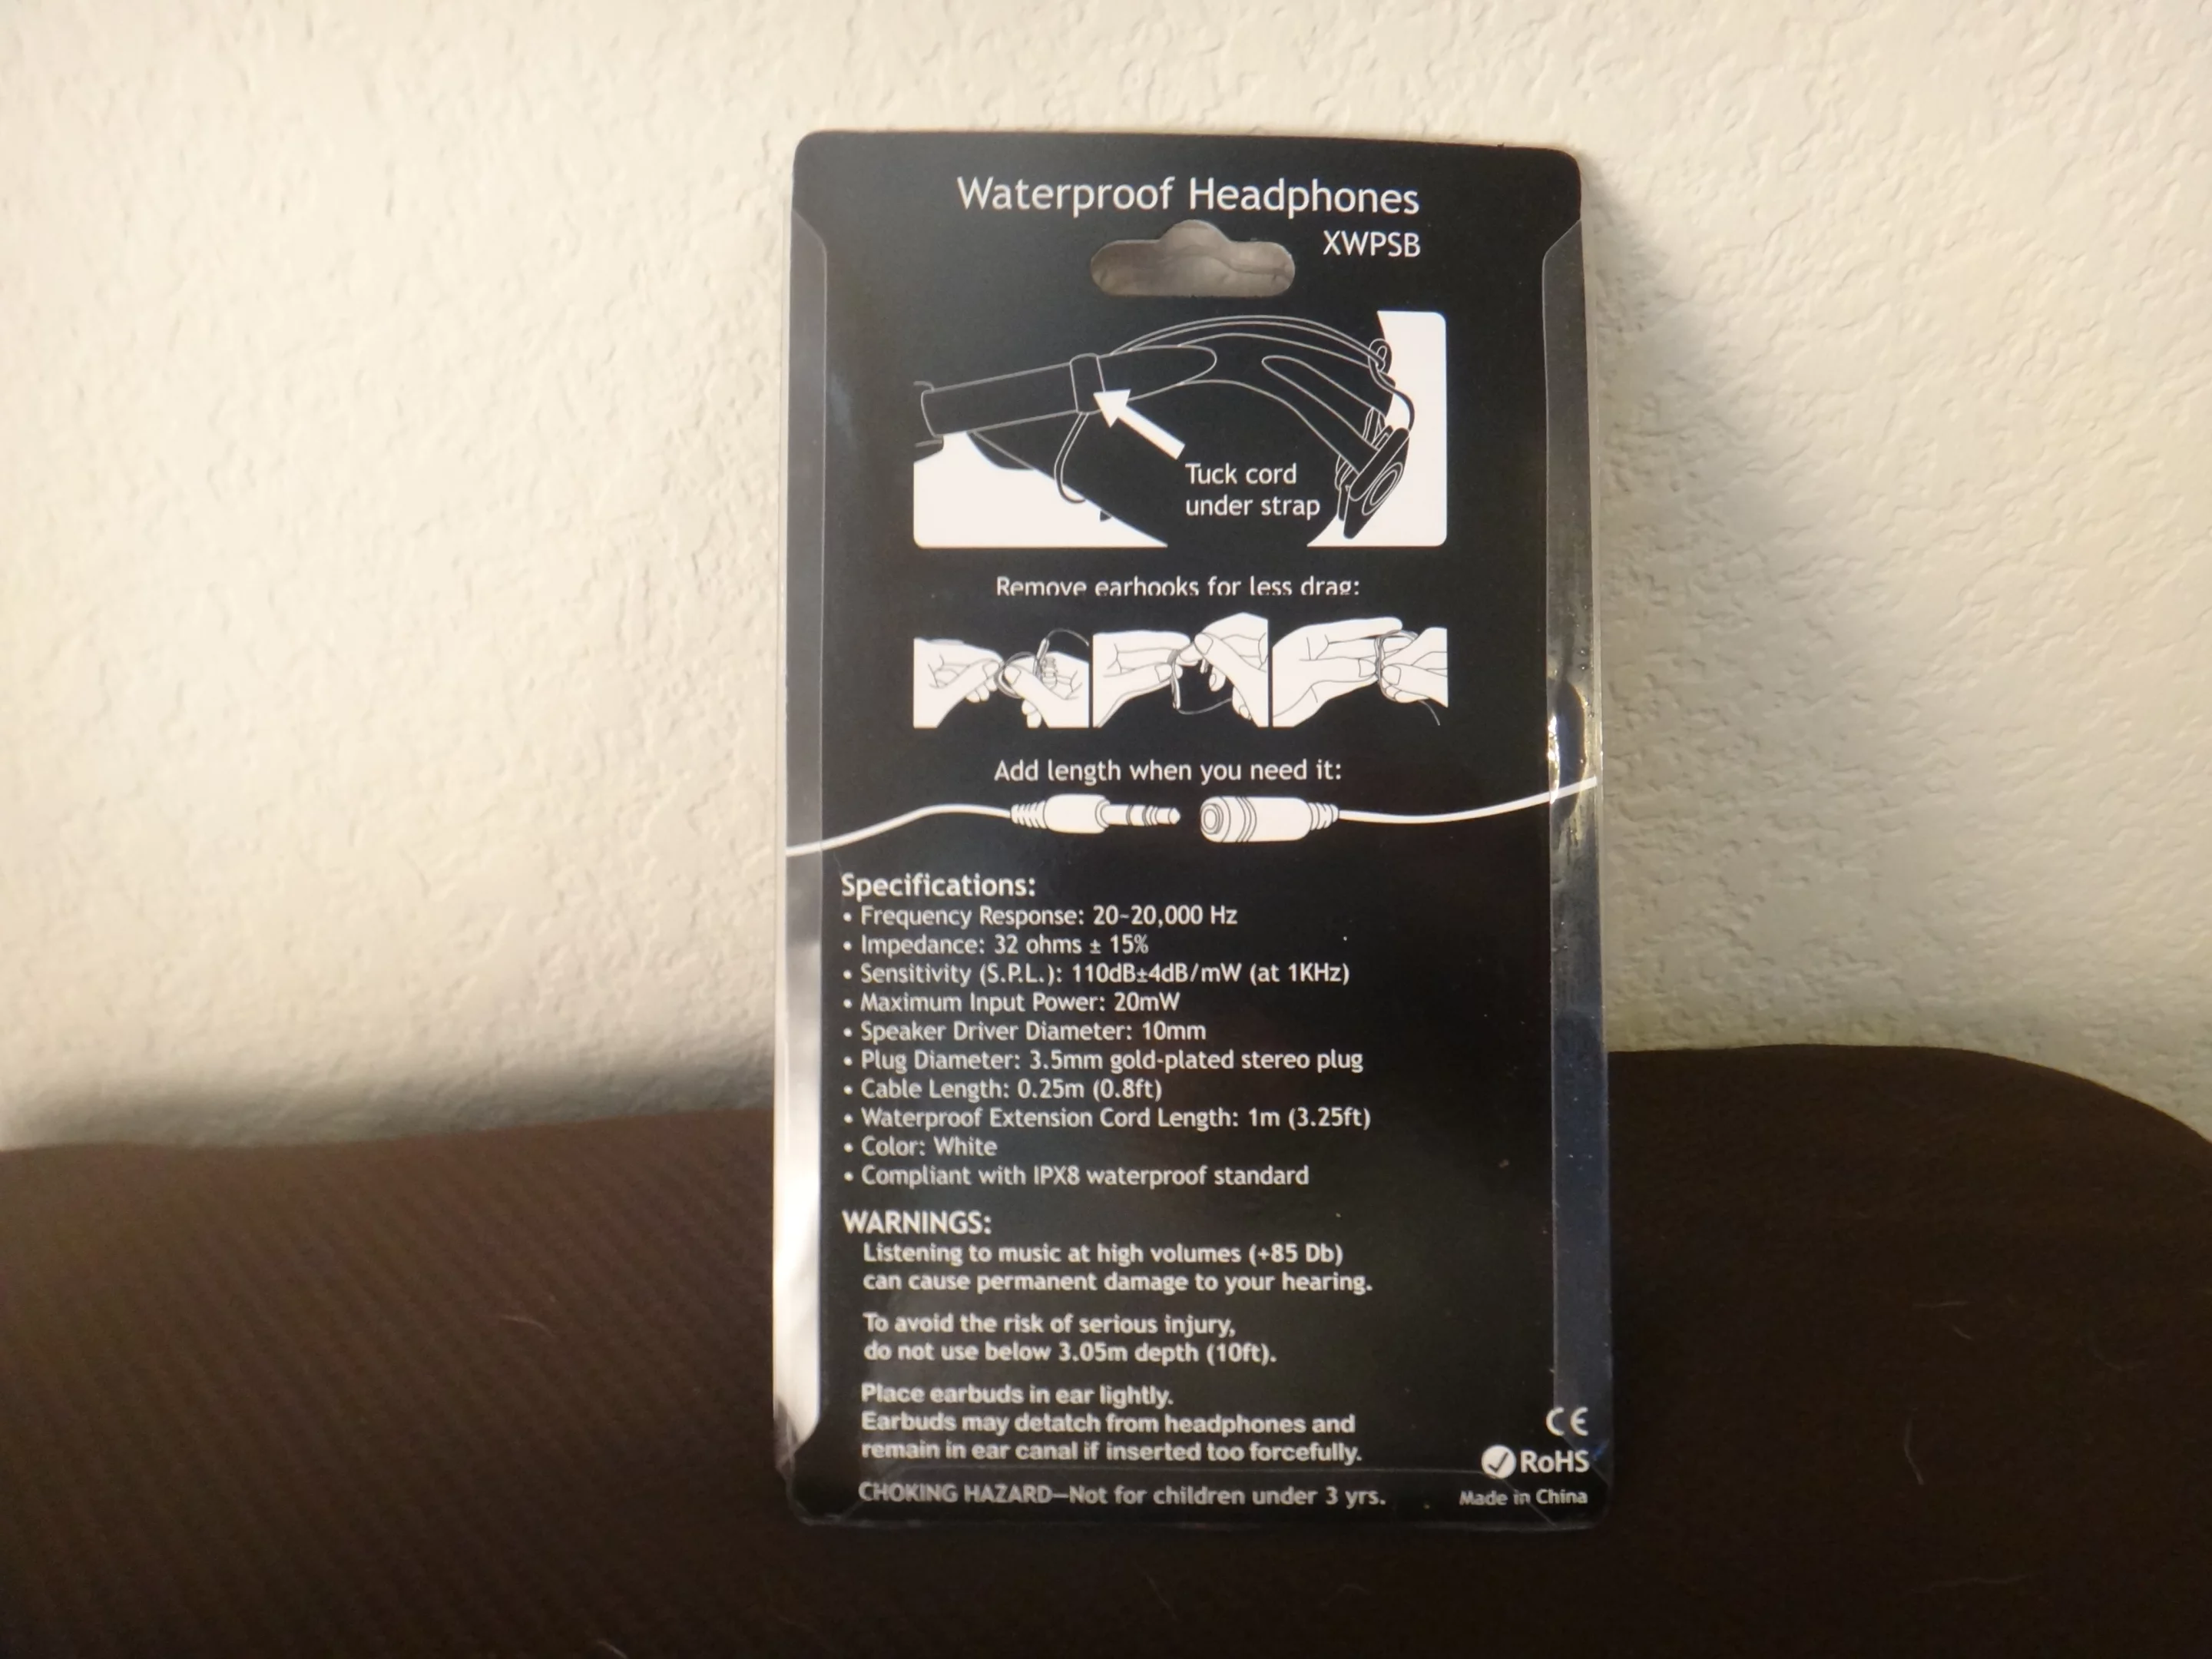 Waterproof Headphones
XWPSB
Tuck cord
under strap
Remove earhooks for less drag:
Add length when you need it:
Specifications:
• Frequency Response: 20~20,000 Hz
• Impedance: 32 ohms ± 15%
• Sensitivity (S.P.L.): 110dB±4dB/mW (at 1KHz)
• Maximum Input Power: 20mW
• Speaker Driver Diameter: 10mm
• Plug Diameter: 3.5mm gold-plated stereo plug
• Cable Length: 0.25m (0.8ft)
• Waterproof Extension Cord Length: 1m (3.25ft)
• Color: White
• Compliant with IPX8 waterproof standard
WARNINGS:
Listening to music at high volumes (+85 Db)
can cause permanent damage to your hearing.
To avoid the risk of serious injury,
do not use below 3.05m depth (10ft).
Place earbuds in ear lightly.
Earbuds may detatch from headphones and
remain in ear canal if inserted too forcefully.
CHOKING HAZARD—Not for children under 3 yrs.
CE
RoHS
Made in China